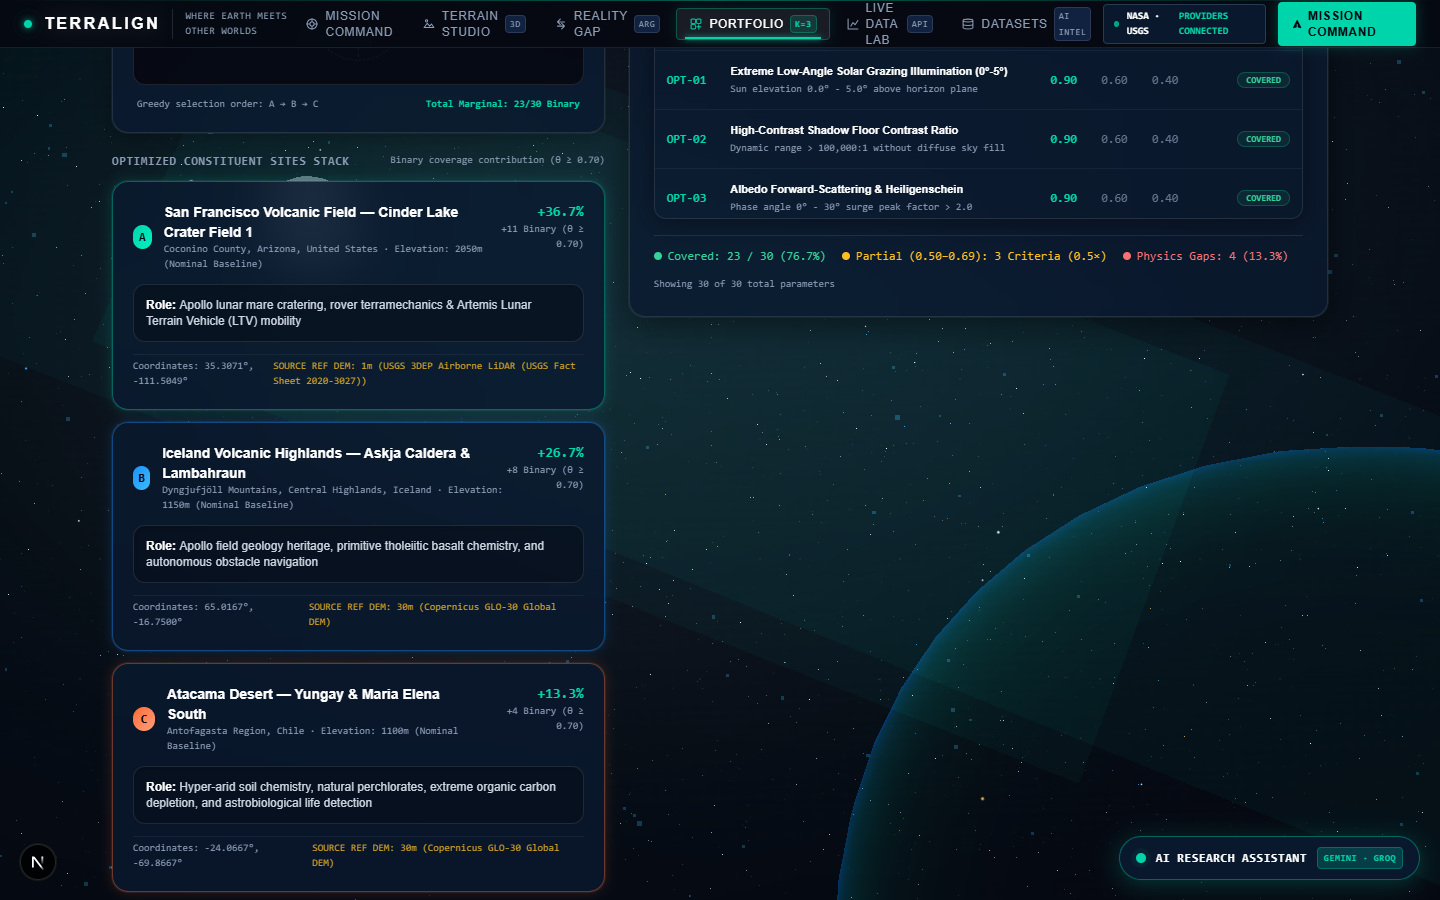 TERRALIGN
WHERE EARTH MEETS
OTHER WORLDS
MISSION
COMMAND
TERRAIN
STUDIO
3D
REALITY
GAP
ARG
PORTFOLIO
K=3
LIVE
DATA
LAB
API
DATASETS
AI
INTEL
NASA •
USGS
PROVIDERS
CONNECTED
MISSION
COMMAND
Greedy selection order: A → B → C
Total Marginal: 23/30 Binary
OPTIMIZED CONSTITUENT SITES STACK
Binary coverage contribution (θ ≥ 0.70)
A
San Francisco Volcanic Field — Cinder Lake
Crater Field 1
Coconino County, Arizona, United States · Elevation: 2050m
(Nominal Baseline)
+36.7%
+11 Binary (θ ≥
0.70)
Role: Apollo lunar mare cratering, rover terramechanics & Artemis Lunar
Terrain Vehicle (LTV) mobility
Coordinates: 35.3071°,
-111.5049°
SOURCE REF DEM: 1m (USGS 3DEP Airborne LiDAR (USGS Fact
Sheet 2020-3027))
B
Iceland Volcanic Highlands — Askja Caldera &
Lambahraun
Dyngjufjöll Mountains, Central Highlands, Iceland · Elevation:
1150m (Nominal Baseline)
+26.7%
+8 Binary (θ ≥
0.70)
Role: Apollo field geology heritage, primitive tholeiitic basalt chemistry, and
autonomous obstacle navigation
Coordinates: 65.0167°,
-16.7500°
SOURCE REF DEM: 30m (Copernicus GLO-30 Global
DEM)
C
Atacama Desert — Yungay & Maria Elena
South
Antofagasta Region, Chile · Elevation: 1100m (Nominal
Baseline)
+13.3%
+4 Binary (θ ≥
0.70)
Role: Hyper-arid soil chemistry, natural perchlorates, extreme organic carbon
depletion, and astrobiological life detection
Coordinates: -24.0667°,
-69.8667°
SOURCE REF DEM: 30m (Copernicus GLO-30 Global
DEM)
OPT-01
Extreme Low-Angle Solar Grazing Illumination (0°-5°)
Sun elevation 0.0° - 5.0° above horizon plane
0.90 0.60 0.40
COVERED
OPT-02
High-Contrast Shadow Floor Contrast Ratio
Dynamic range > 100,000:1 without diffuse sky fill
0.90 0.60 0.40
COVERED
OPT-03
Albedo Forward-Scattering & Heiligenschein
Phase angle 0° - 30° surge peak factor > 2.0
0.90 0.60 0.40
COVERED
Covered: 23 / 30 (76.7%)
Partial (0.50–0.69): 3 Criteria (0.5×)
Physics Gaps: 4 (13.3%)
Showing 30 of 30 total parameters
N
AI RESEARCH ASSISTANT
GEMINI · GROQ